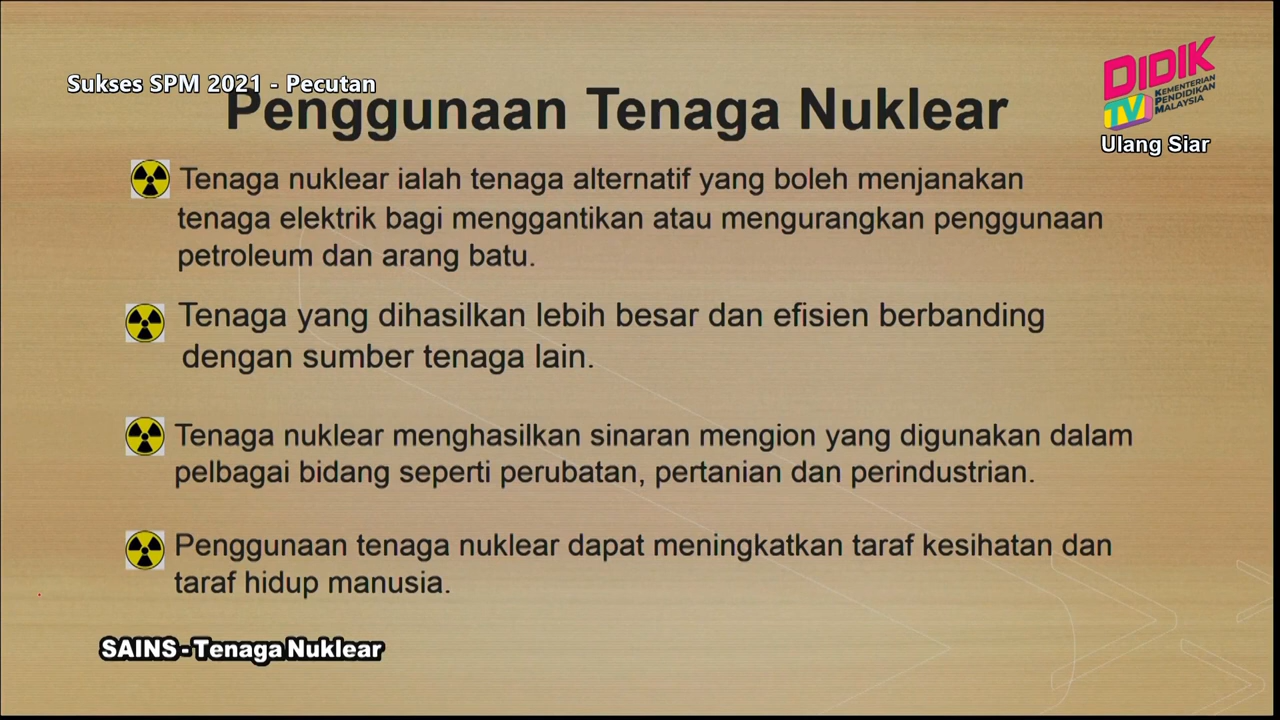 Sukses SPM 2021 - Pecutan
Penggunaan Tenaga Nuklear
DIDIK
TV
KEMENTERIAN
PENDIDIKAN
MALAYSIA
Ulang Siar
Tenaga nuklear ialah tenaga alternatif yang boleh menjanakan
tenaga elektrik bagi menggantikan atau mengurangkan penggunaan
petroleum dan arang batu.
Tenaga yang dihasilkan lebih besar dan efisien berbanding
dengan sumber tenaga lain.
Tenaga nuklear menghasilkan sinaran mengion yang digunakan dalam
pelbagai bidang seperti perubatan, pertanian dan perindustrian.
Penggunaan tenaga nuklear dapat meningkatkan taraf kesihatan dan
taraf hidup manusia.
SAINS - Tenaga Nuklear